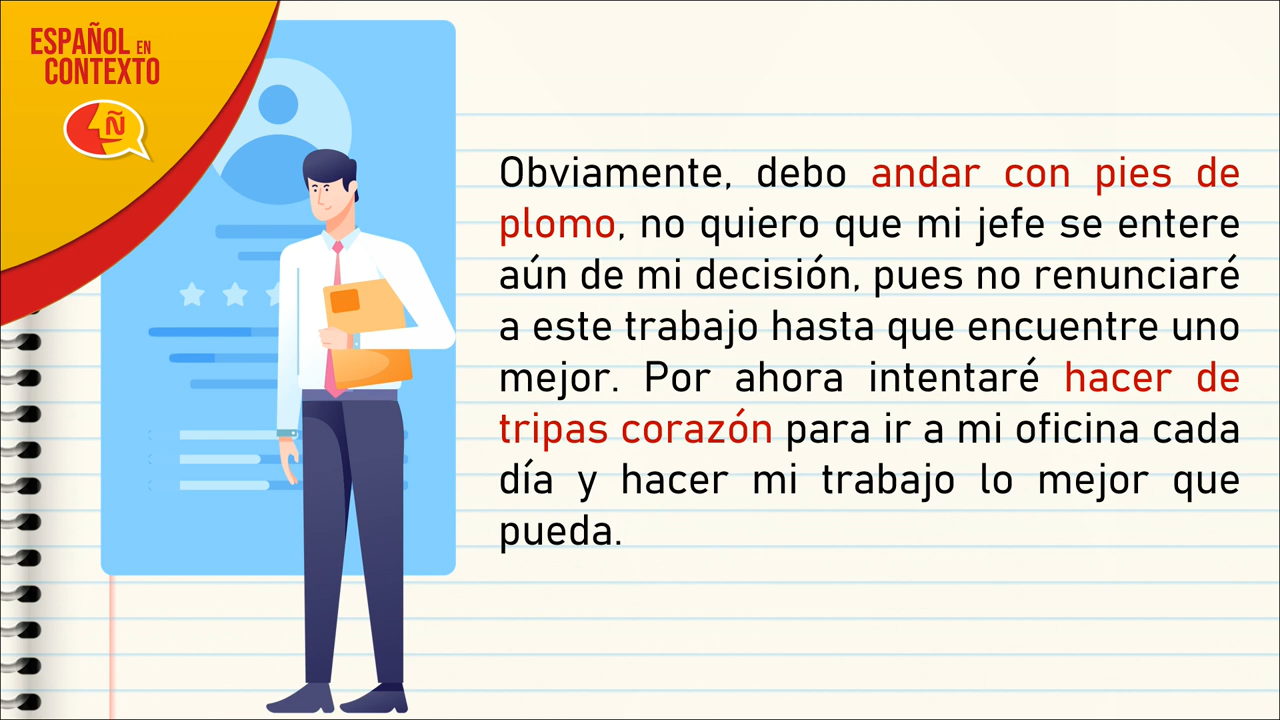 ESPAÑOL EN
CONTEXTO
Ñ
Obviamente, debo andar con pies de
plomo, no quiero que mi jefe se entere
aún de mi decisión, pues no renunciaré
a este trabajo hasta que encuentre uno
mejor. Por ahora intentaré hacer de
tripas corazón para ir a mi oficina cada
día y hacer mi trabajo lo mejor que
pueda.